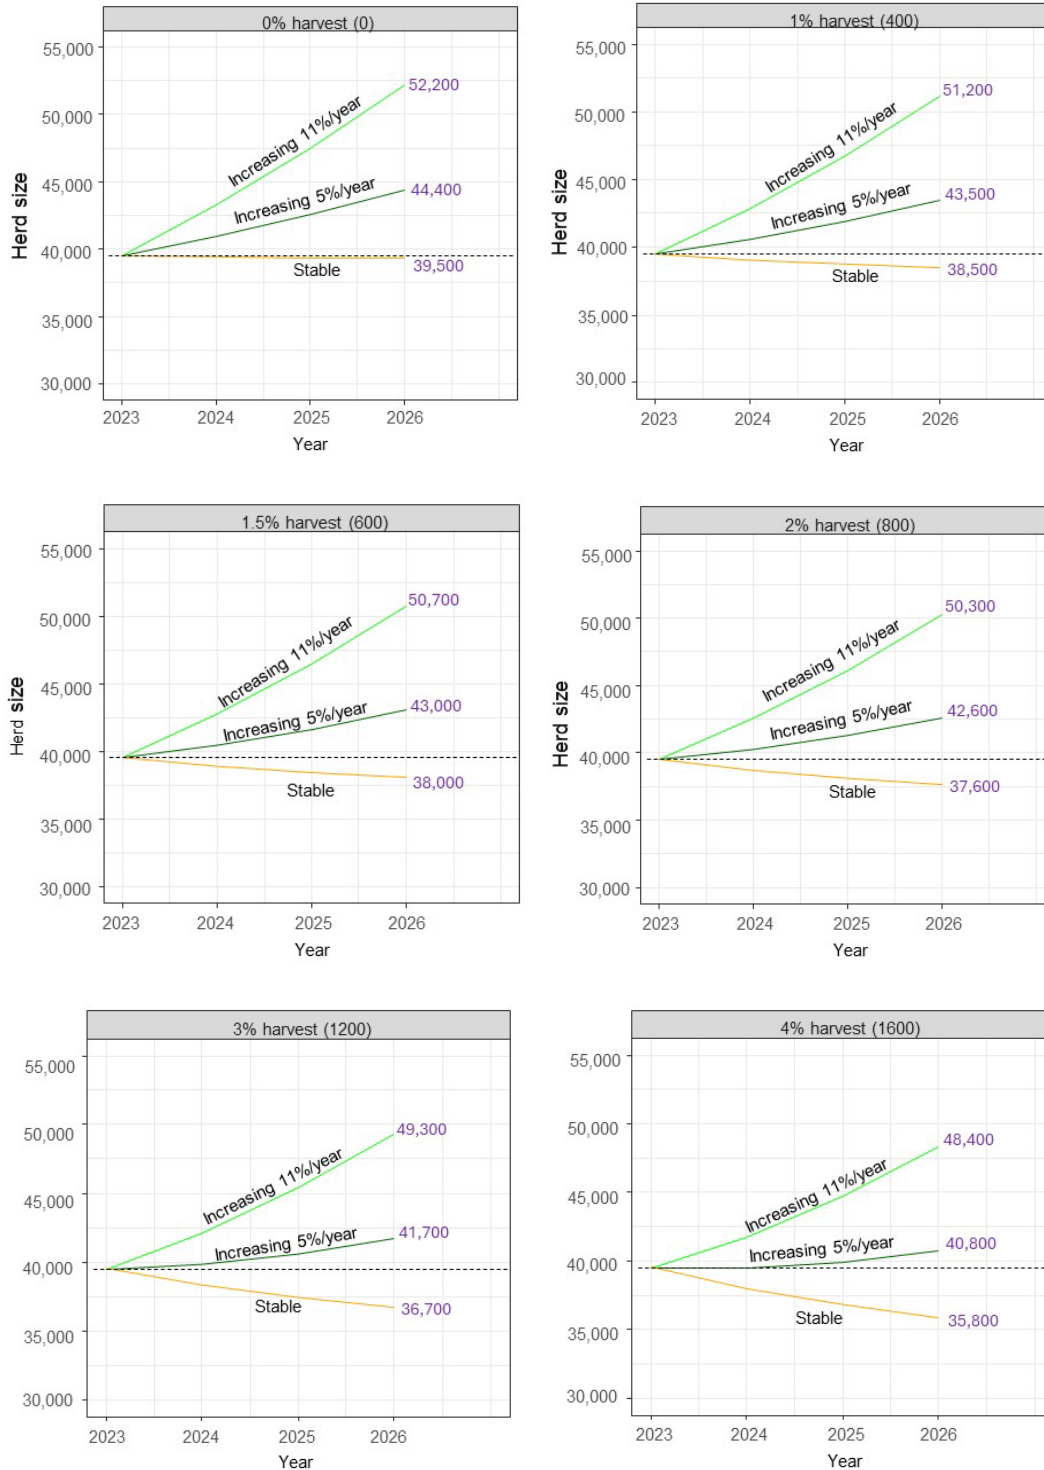 0% harvest (0)
55,000
50,000
45,000
40,000
35,000
30,000
Herd size
52,200
Increasing 11%/year
44,400
Increasing 5%/year
39,500
Stable
2023 2024 2025 2026
Year
1% harvest (400)
55,000
50,000
45,000
40,000
35,000
30,000
Herd size
51,200
Increasing 11%/year
43,500
Increasing 5%/year
38,500
Stable
2023 2024 2025 2026
Year
1.5% harvest (600)
55,000
50,000
45,000
40,000
35,000
30,000
Herd size
50,700
Increasing 11%/year
43,000
Increasing 5%/year
38,000
Stable
2023 2024 2025 2026
Year
2% harvest (800)
55,000
50,000
45,000
40,000
35,000
30,000
Herd size
50,300
Increasing 11%/year
42,600
Increasing 5%/year
37,600
Stable
2023 2024 2025 2026
Year
3% harvest (1200)
55,000
50,000
45,000
40,000
35,000
30,000
49,300
Increasing 11%/year
41,700
Increasing 5%/year
36,700
Stable
2023 2024 2025 2026
Year
4% harvest (1600)
55,000
50,000
45,000
40,000
35,000
30,000
48,400
Increasing 11%/year
40,800
Increasing 5%/year
35,800
Stable
2023 2024 2025 2026
Year